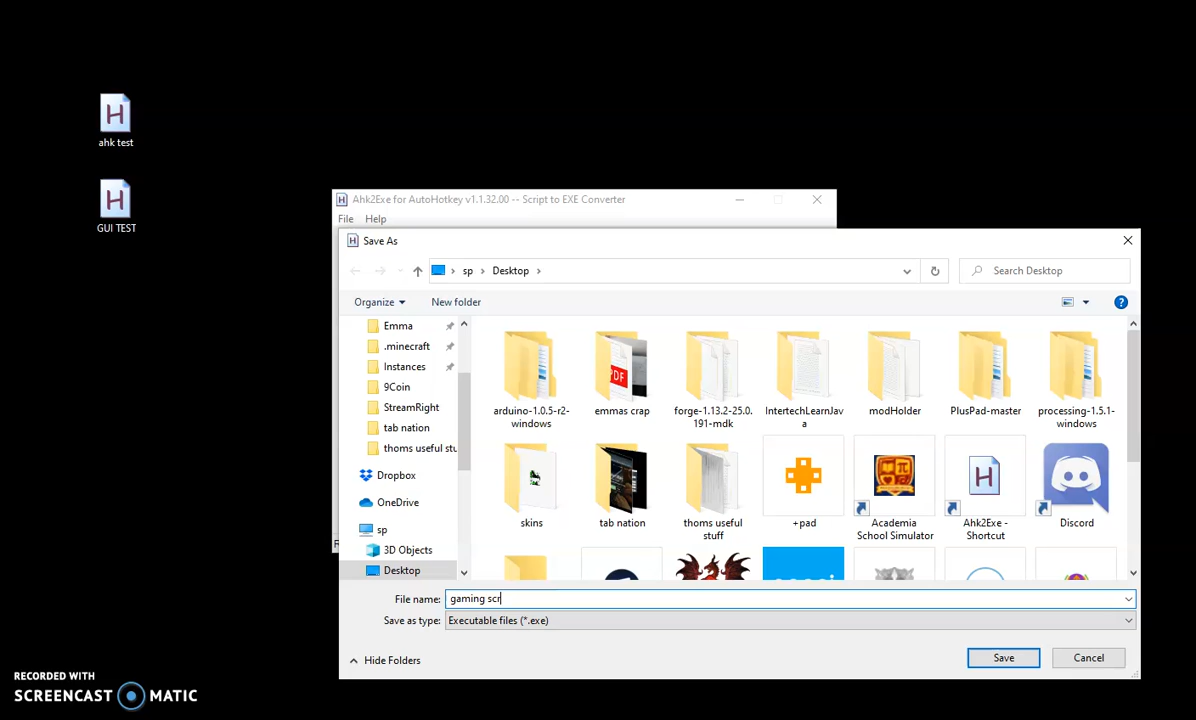 ahk test
GUI TEST
Ahk2Exe for AutoHotkey v1.1.32.00 -- Script to EXE Converter
File Help
Save As
sp
Desktop
Search Desktop
Organize
New folder
Emma
.minecraft
Instances
9Coin
StreamRight
tab nation
thoms useful stu
Dropbox
OneDrive
sp
3D Objects
Desktop
arduino-1.0.5-r2-
windows
PDF
emmas crap
forge-1.13.2-25.0.
191-mdk
IntertechLearnJav
a
modHolder
PlusPad-master
processing-1.5.1-
windows
skins
tab nation
thoms useful
stuff
+pad
Academia
School Simulator
H
Ahk2Exe -
Shortcut
Discord
File name:
gaming scr
Save as type:
Executable files (*.exe)
Hide Folders
Save
Cancel
RECORDED WITH
SCREENCAST MATIC